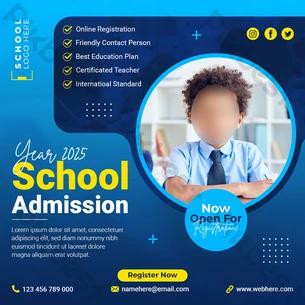 SCHOOL
LOGO HERE
Online Registration
Friendly Contact Person
Best Education Plan
Certificated Teacher
Internatioal Standard
Year 2025
School
Admission
Lorem ipsum dolor sit amet,
consectetuer adipiscing elit,
sed diam nonummy nibh
euismod tincidunt ut laoreet
dolore magna aliquam erat
volutpat.
Now
Open For
Register Now
123 456 789 000
namehere@email.com
www.webhere.com